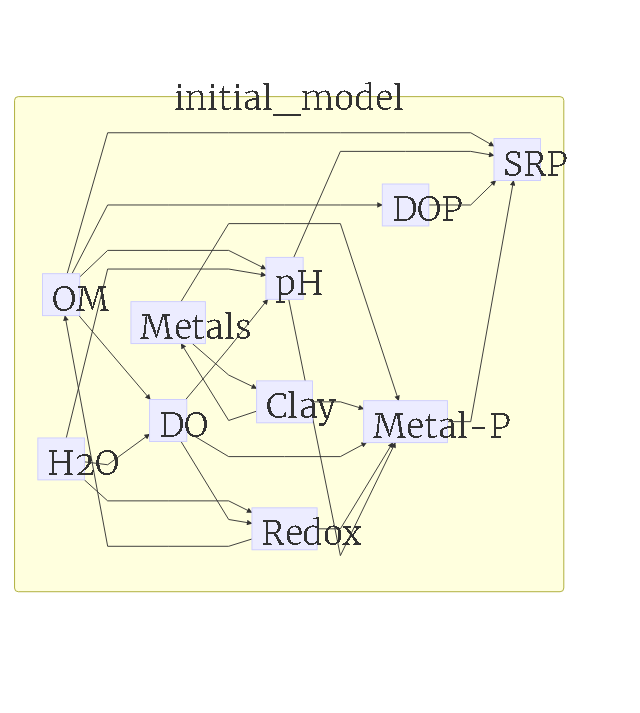 initial_model
SRP
DOP
pH
OM
Metals
Clay
DO
Metal-P
H2O
Redox